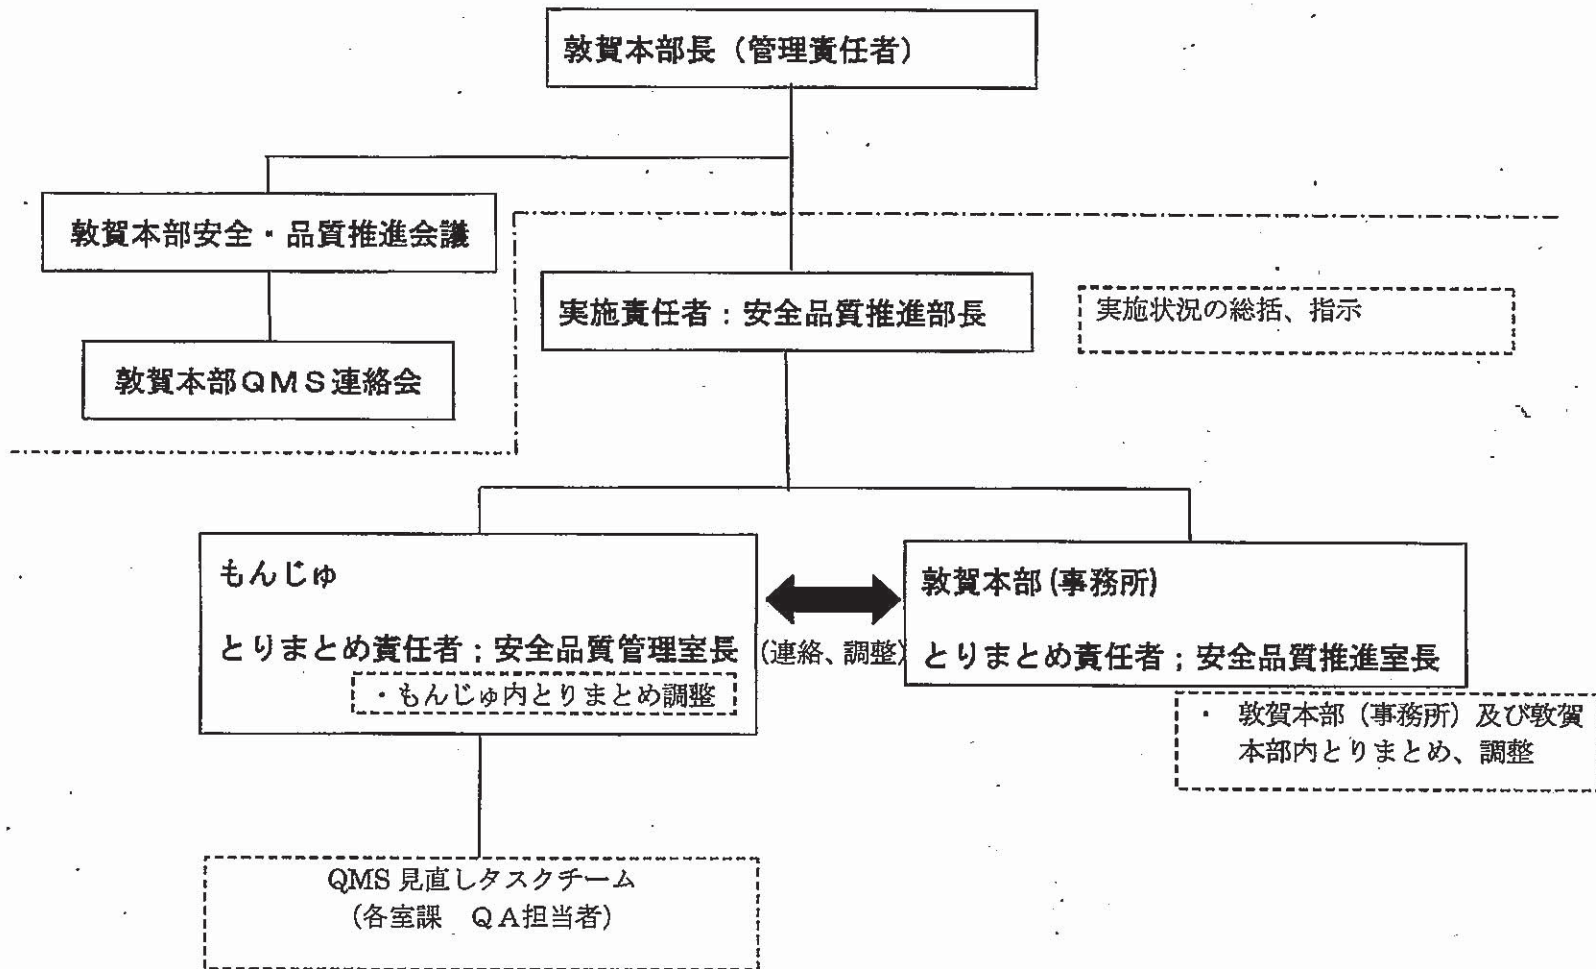 敦賀本部長（管理責任者）
敦賀本部安全・品質推進会議
実施責任者：安全品質推進部長
実施状況の総括、指示
敦賀本部ＱＭＳ連絡会
もんじゅ
とりまとめ責任者；安全品質管理室長
・もんじゅ内とりまとめ調整
(連絡、調整)
敦賀本部(事務所)
とりまとめ責任者；安全品質推進室長
・ 敦賀本部（事務所）及び敦賀
本部内とりまとめ、調整
QMS 見直しタスクチーム
(各室課　ＱＡ担当者)